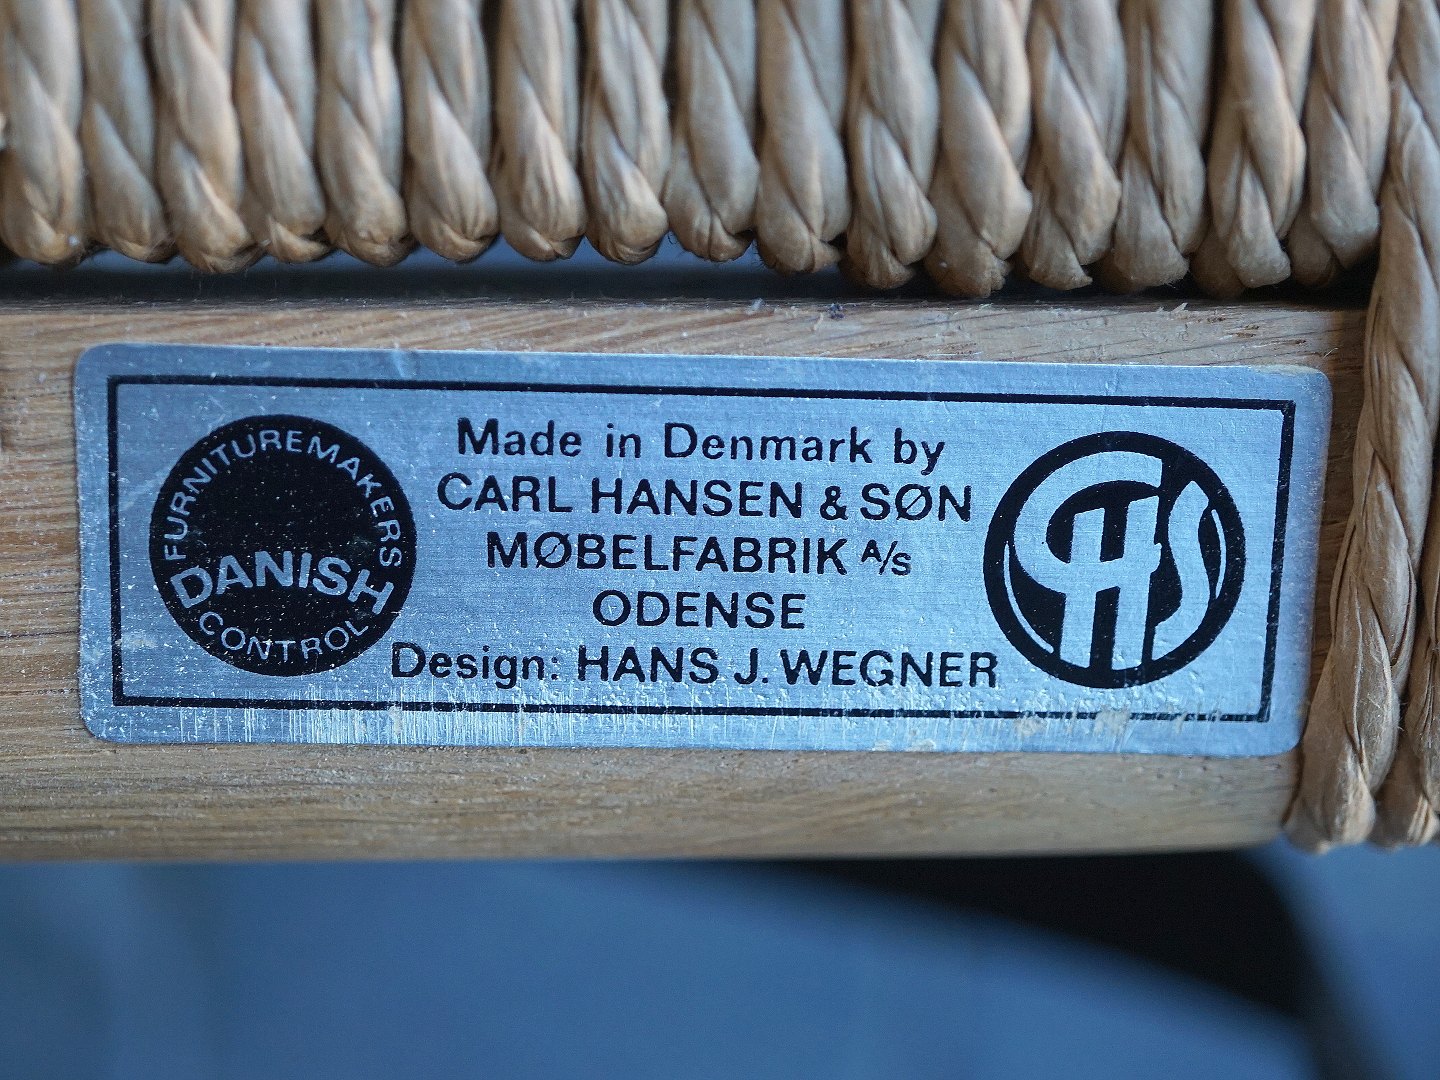 FURNITUREMAKERS
DANISH
CONTROL
Made in Denmark by
CARL HANSEN & SØN
MØBELFABRIK A/s
ODENSE
Design: HANS J. WEGNER
CHS